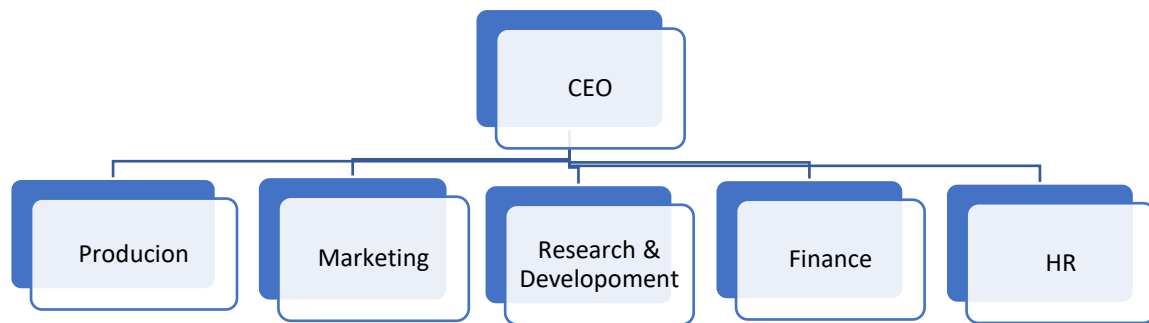 CEO
Producion
Marketing
Research &
Developoment
Finance
HR